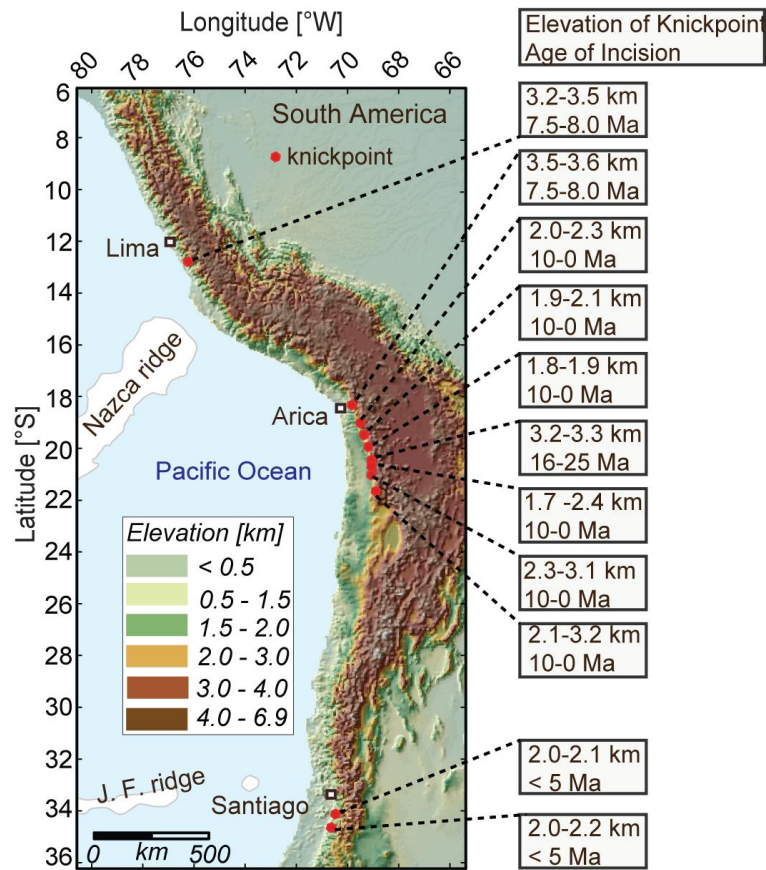 Longitude [°W]
80 78 76 74 72 70 68 66
Elevation of Knickpoint
Age of Incision
6
8
10
12
14
16
18
20
22
24
26
28
30
32
34
36
Latitude [°S]
South America
knickpoint
Lima
Nazca ridge
Arica
Pacific Ocean
Elevation [km]
< 0.5
0.5 - 1.5
1.5 - 2.0
2.0 - 3.0
3.0 - 4.0
4.0 - 6.9
J. F. ridge
Santiago
0 km 500
3.2-3.5 km
7.5-8.0 Ma
3.5-3.6 km
7.5-8.0 Ma
2.0-2.3 km
10-0 Ma
1.9-2.1 km
10-0 Ma
1.8-1.9 km
10-0 Ma
3.2-3.3 km
16-25 Ma
1.7 -2.4 km
10-0 Ma
2.3-3.1 km
10-0 Ma
2.1-3.2 km
10-0 Ma
2.0-2.1 km
< 5 Ma
2.0-2.2 km
< 5 Ma